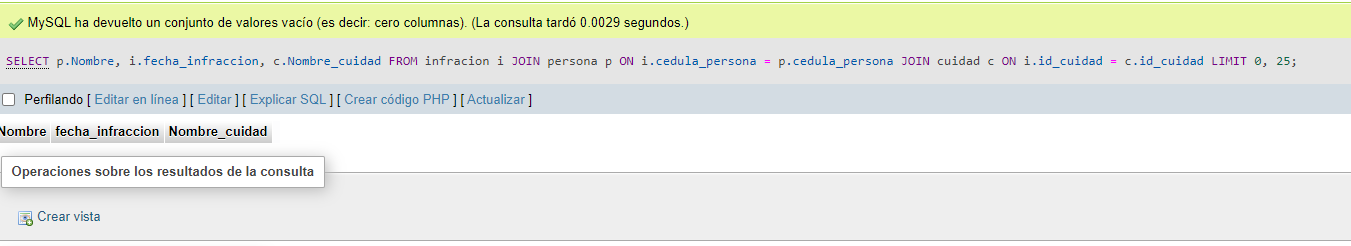 MySQL ha devuelto un conjunto de valores vacío (es decir: cero columnas). (La consulta tardó 0.0029 segundos.)
SELECT p.Nombre, i.fecha_infraccion, c.Nombre_cuidad FROM infracion i JOIN persona p ON i.cedula_persona = p.cedula_persona JOIN cuidad c ON i.id_cuidad = c.id_cuidad LIMIT 0, 25;
Perfilando [ Editar en línea ] [ Editar ] [ Explicar SQL ] [ Crear código PHP ] [ Actualizar ]
Nombre fecha_infraccion Nombre_cuidad
Operaciones sobre los resultados de la consulta
Crear vista